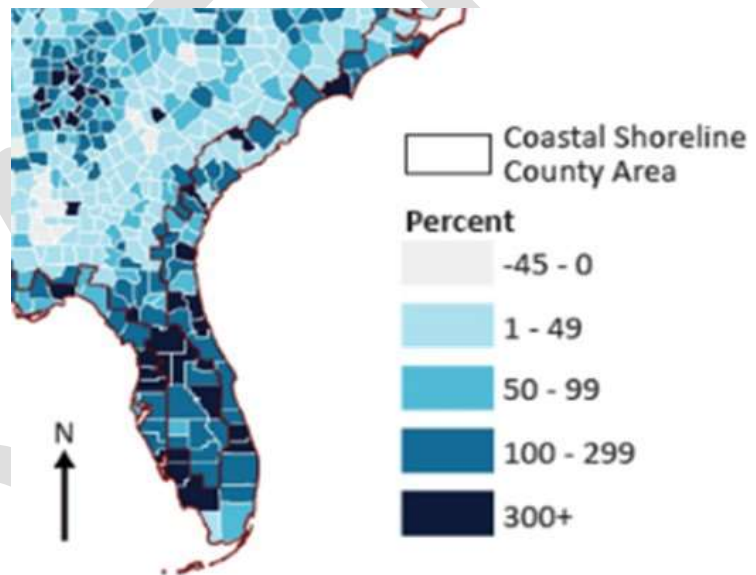 Coastal Shoreline
County Area
Percent
-45 - 0
1 - 49
50 - 99
100 - 299
300+
N